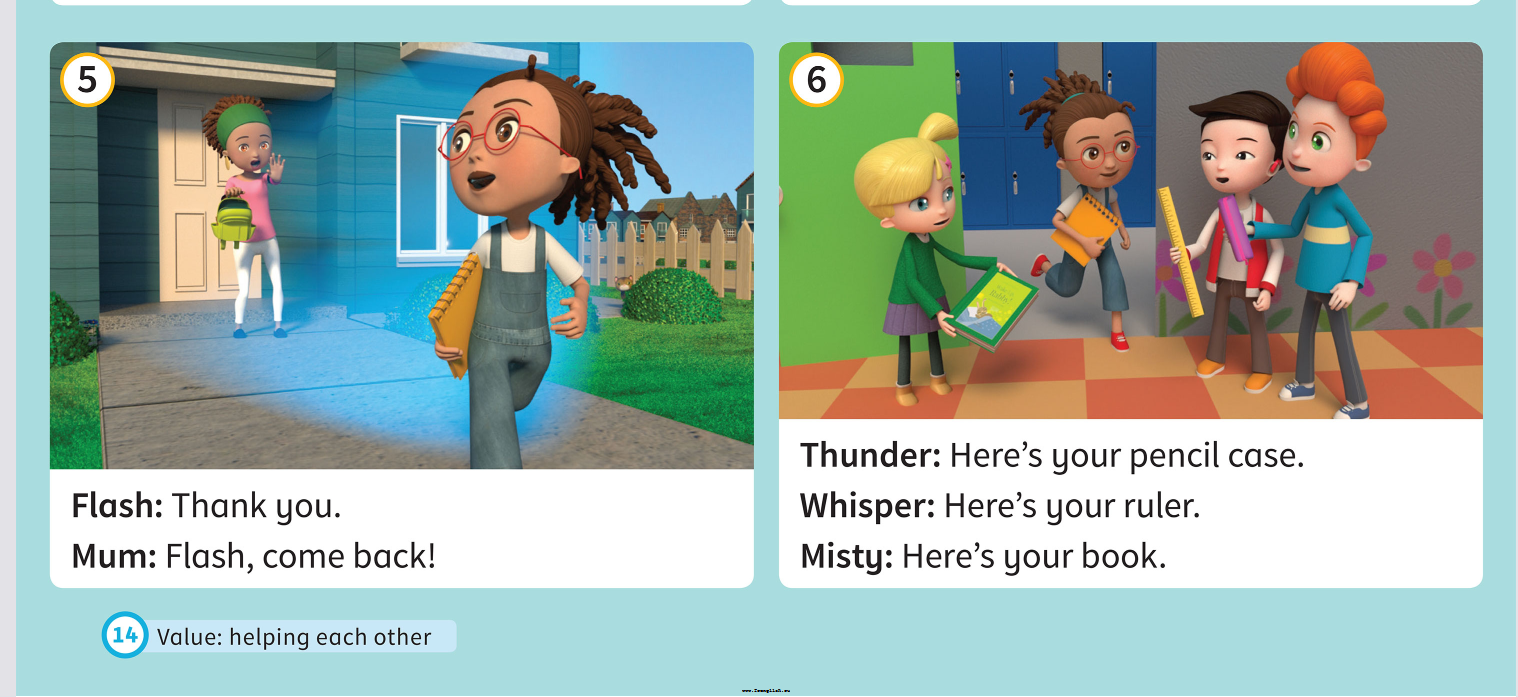 5
Flash: Thank you.
Mum: Flash, come back!
6
Thunder: Here's your pencil case.
Whisper: Here's your ruler.
Misty: Here's your book.
14 Value: helping each other